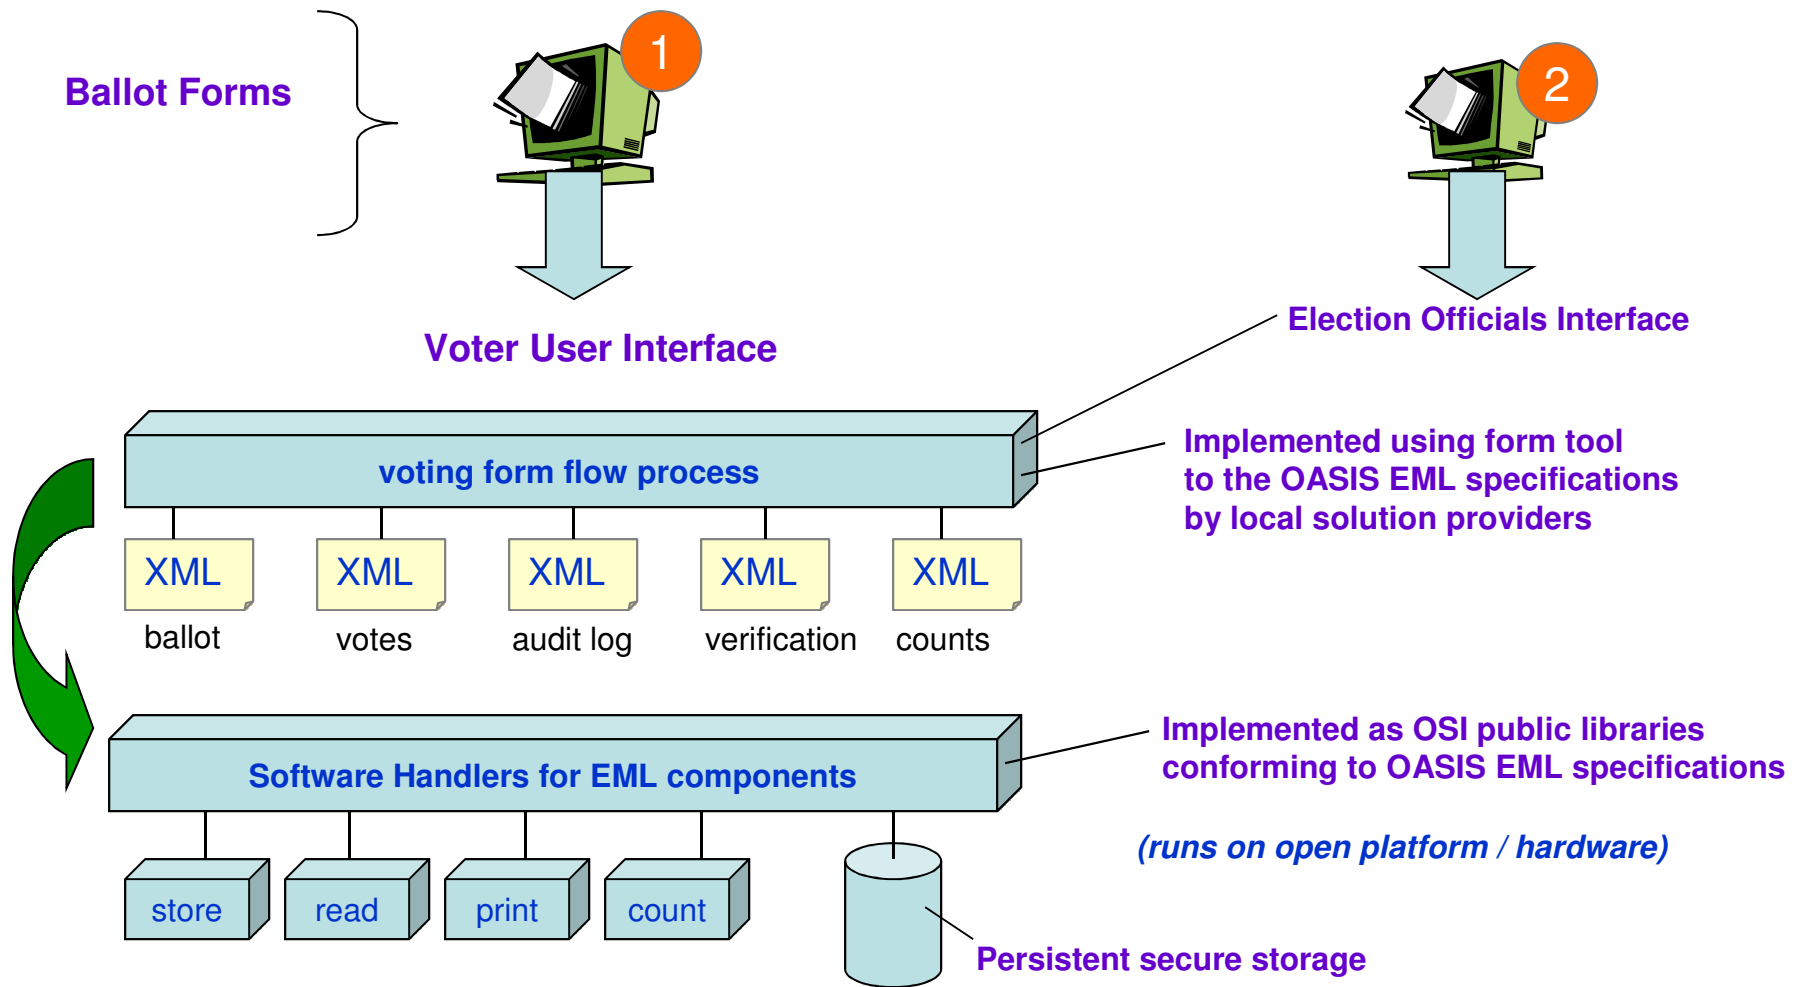 Ballot Forms
1
2
Election Officials Interface
Voter User Interface
voting form flow process
Implemented using form tool
to the OASIS EML specifications
by local solution providers
XML
XML
XML
XML
XML
ballot
votes
audit log
verification
counts
Software Handlers for EML components
Implemented as OSI public libraries
conforming to OASIS EML specifications
(runs on open platform / hardware)
store
read
print
count
Persistent secure storage